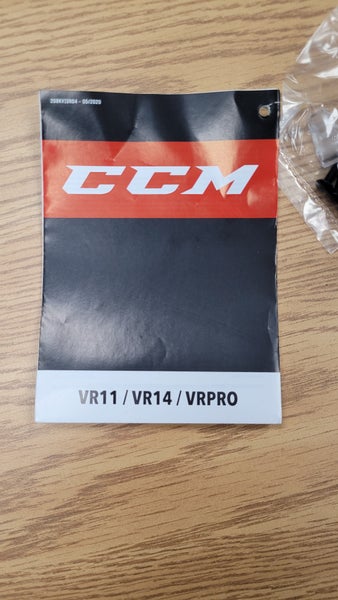 CCM
VR11 / VR14 / VRPRO